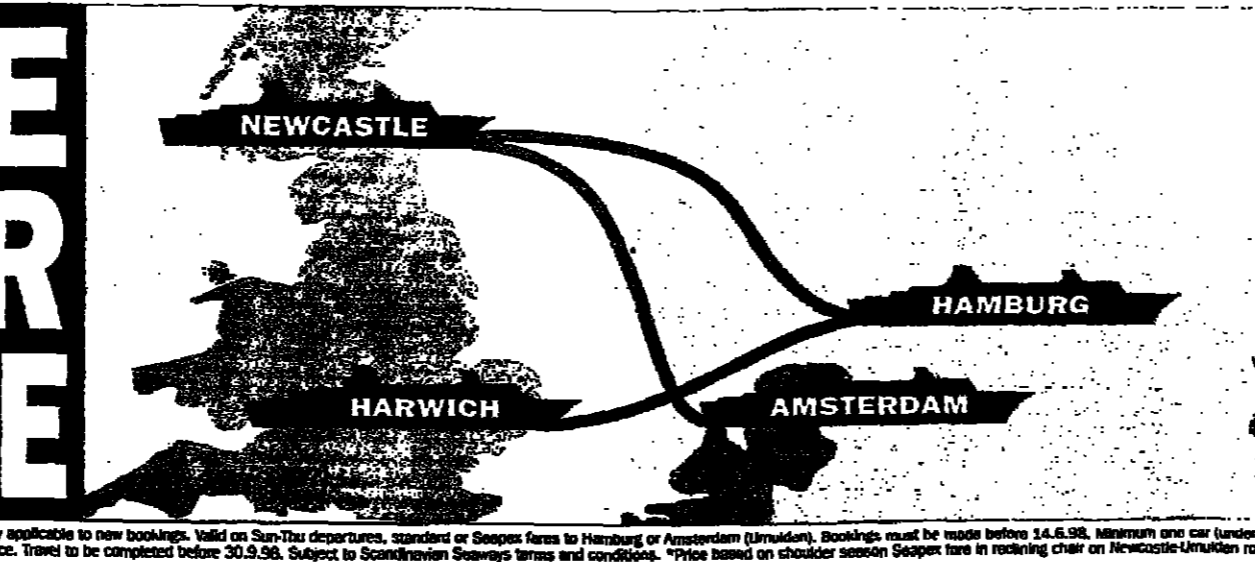 E
R
E
NEWCASTLE
HAMBURG
HARWICH
AMSTERDAM
applicable to new bookings. Valid on Sun-Thu departures, standard or Seapex fares to Hamburg or Amsterdam (IJmuiden). Bookings must be made before 14.6.98. Minimum one car (under
Travel to be completed before 30.9.98. Subject to Scandinavian Seaways terms and conditions. *Price based on shoulder season Seapex fare in reclining chair on Newcastle-IJmuiden